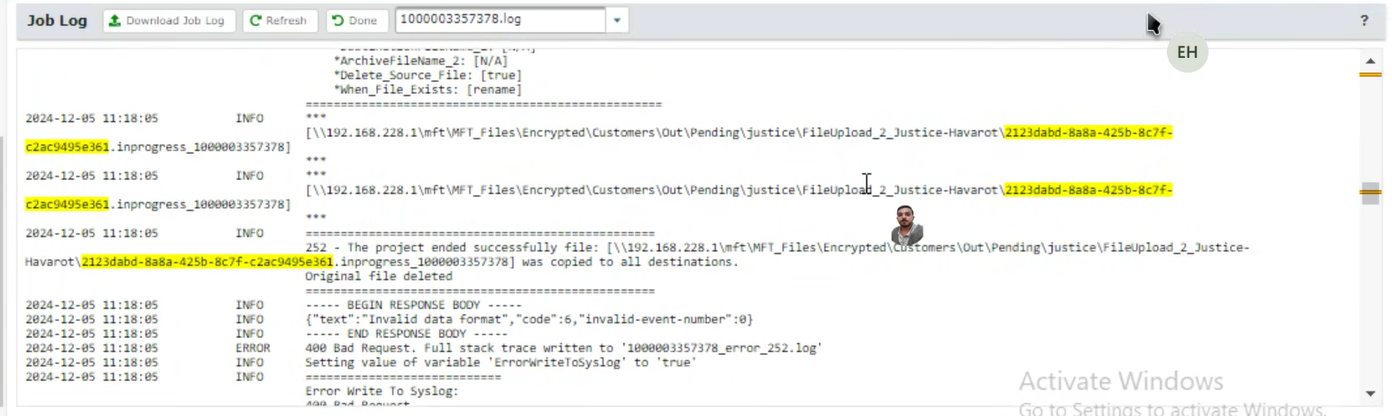 Job Log Download Job Log Refresh Done 1000003357378.log ?
EH
*ArchiveFileName_2: [N/A]
*Delete_Source_File: [true]
*When_File_Exists: [rename]
==================================================
2024-12-05 11:18:05 INFO ***
[\\192.168.228.1\mft\MFT_Files\Encrypted\Customers\Out\Pending\justice\FileUpload_2_Justice-Havarot\2123dabd-8a8a-425b-8c7f-
c2ac9495e361.inprogress_1000003357378]
***
2024-12-05 11:18:05 INFO ***
[\\192.168.228.1\mft\MFT_Files\Encrypted\Customers\Out\Pending\justice\FileUpload_2_Justice-Havarot\2123dabd-8a8a-425b-8c7f-
c2ac9495e361.inprogress_1000003357378]
***
2024-12-05 11:18:05 INFO =================================================
252 - The project ended successfully file: [\\192.168.228.1\mft\MFT_Files\Encrypted\Customers\Out\Pending\justice\FileUpload_2_Justice-
Havarot\2123dabd-8a8a-425b-8c7f-c2ac9495e361.inprogress_1000003357378] was copied to all destinations.
Original file deleted
=================================================
2024-12-05 11:18:05 INFO ----- BEGIN RESPONSE BODY -----
2024-12-05 11:18:05 INFO {"text":"Invalid data format","code":6,"invalid-event-number":0}
2024-12-05 11:18:05 INFO ----- END RESPONSE BODY -----
2024-12-05 11:18:05 ERROR 400 Bad Request. Full stack trace written to '1000003357378_error_252.log'
2024-12-05 11:18:05 INFO Setting value of variable 'ErrorWriteToSyslog' to 'true'
2024-12-05 11:18:05 INFO ============================
Error Write To Syslog:
400 Bad Request
Activate Windows
Go to Settings to activate Windows.